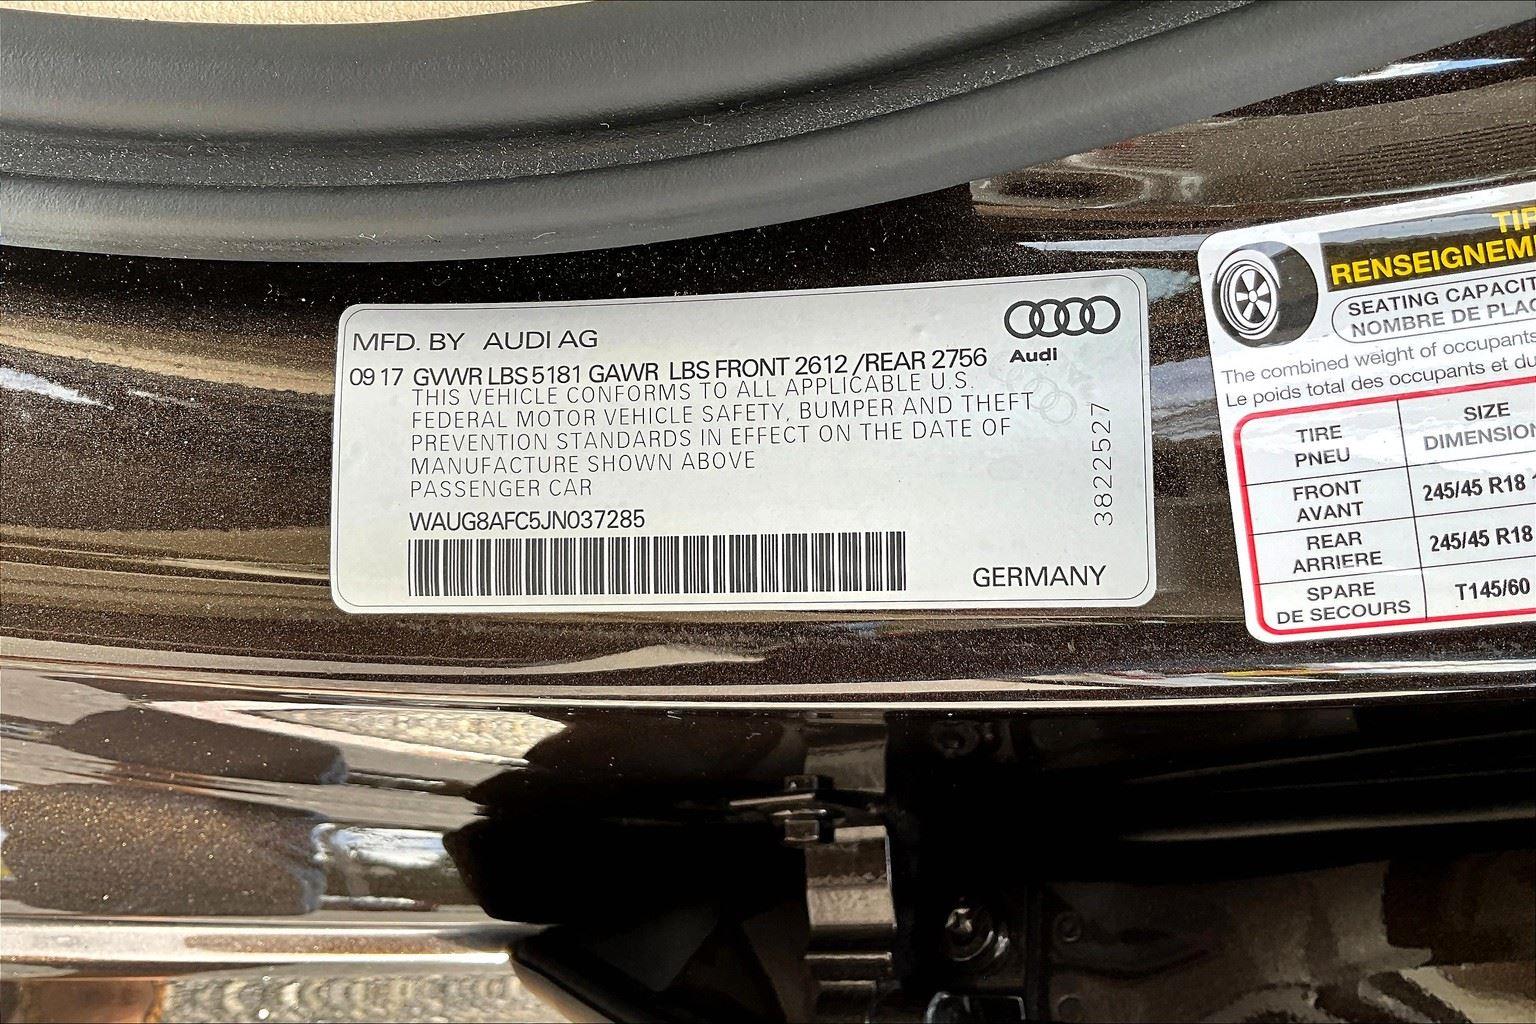 MFD. BY AUDI AG
Audi
09 17 GVWR LBS 5181 GAWR LBS FRONT 2612 /REAR 2756
THIS VEHICLE CONFORMS TO ALL APPLICABLE U.S.
FEDERAL MOTOR VEHICLE SAFETY, BUMPER AND THEFT
PREVENTION STANDARDS IN EFFECT ON THE DATE OF
MANUFACTURE SHOWN ABOVE
PASSENGER CAR
WAUG8AFC5JN037285
GERMANY
3822527
RENSEIGNEM
SEATING CAPACIT
NOMBRE DE PLAC
The combined weight of occupants
Le poids total des occupants et du
TIRE
PNEU
SIZE
DIMENSION
FRONT
AVANT
245/45 R18
REAR
ARRIERE
245/45 R18
SPARE
DE SECOURS
T145/60